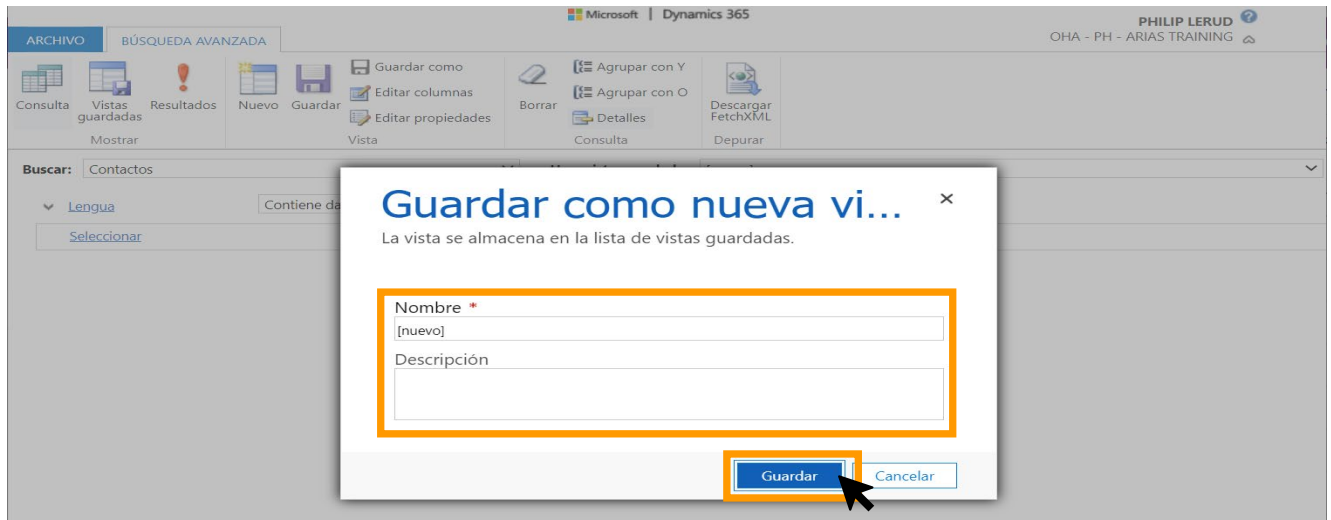 Microsoft | Dynamics 365
PHILIP LERUD
OHA - PH - ARIAS TRAINING
ARCHIVO BÚSQUEDA AVANZADA
Consulta
Vistas guardadas
Resultados
Nuevo
Guardar
Guardar como
Editar columnas
Editar propiedades
Borrar
Agrupar con Y
Agrupar con O
Detalles
Descargar FetchXML
Mostrar Vista Consulta Depurar
Buscar: Contactos
Lengua Contiene da
Seleccionar
Guardar como nueva vi... ×
La vista se almacena en la lista de vistas guardadas.
Nombre *
[nuevo]
Descripción
Guardar Cancelar